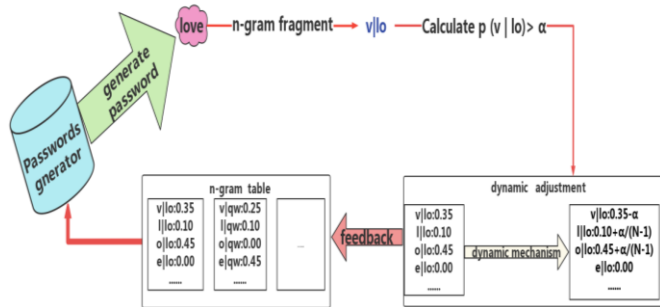 love
n-gram fragment
v|lo
Calculate p (v | lo)> α
generate
password
Passwords
gnerator
n-gram table
v|lo:0.35
l|lo:0.10
o|lo:0.45
e|lo:0.00
......
v|qw:0.25
l|qw:0.10
o|qw:0.00
e|qw:0.45
......
......
feedback
dynamic adjustment
v|lo:0.35
l|lo:0.10
o|lo:0.45
e|lo:0.00
......
dynamic mechanism
v|lo:0.35-α
l|lo:0.10+α/(N-1)
o|lo:0.45+α/(N-1)
e|lo:0.00
......